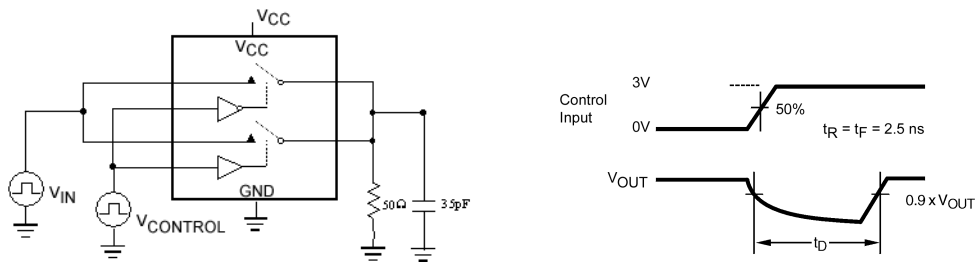 VCC
VCC
GND
VIN
VCONTROL
50Ω
35pF
Control
Input
3V
0V
50%
tR = tF = 2.5 ns
VOUT
0.9 x VOUT
tD